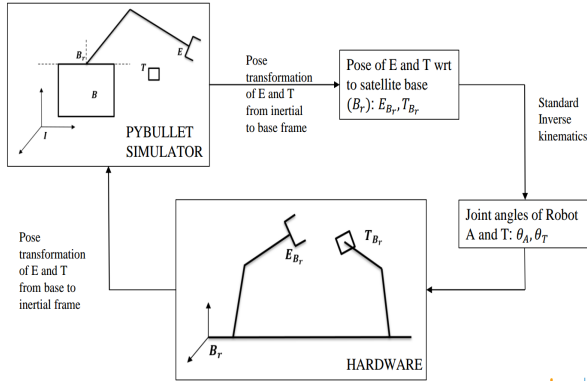 B_r
E
T
B
I
PYBULLET
SIMULATOR
Pose
transformation
of E and T
from inertial
to base frame
Pose of E and T wrt
to satellite base
(B_r): E_{B_r}, T_{B_r}
Standard
Inverse
kinematics
Joint angles of Robot
A and T: θ_A, θ_T
E_{B_r}
T_{B_r}
B_r
HARDWARE
Pose
transformation
of E and T
from base to
inertial frame